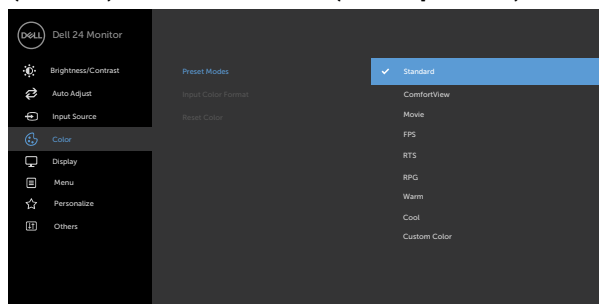 DELL
Dell 24 Monitor
Brightness/Contrast
Auto Adjust
Input Source
Color
Display
Menu
Personalize
Others
Preset Modes
Input Color Format
Reset Color
Standard
ComfortView
Movie
FPS
RTS
RPG
Warm
Cool
Custom Color